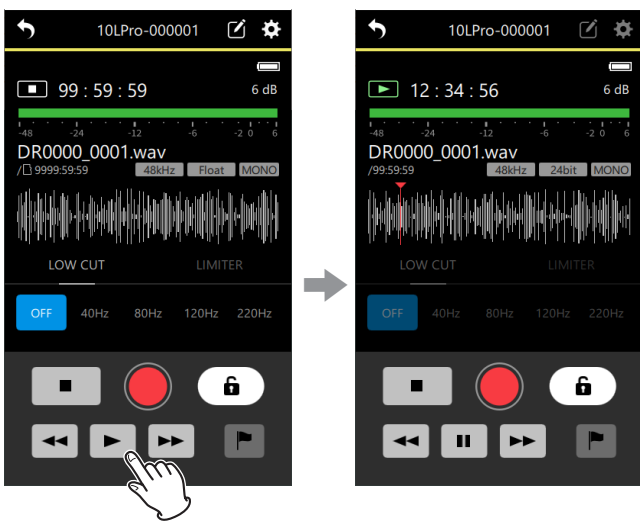 10LPro-000001
99 : 59 : 59
6 dB
-48 -24 -12 -6 -2 0 6
DR0000_0001.wav
/ 9999:59:59 48kHz Float MONO
LOW CUT LIMITER
OFF 40Hz 80Hz 120Hz 220Hz
10LPro-000001
12 : 34 : 56
6 dB
-48 -24 -12 -6 -2 0 6
DR0000_0001.wav
/99:59:59 48kHz 24bit MONO
LOW CUT LIMITER
OFF 40Hz 80Hz 120Hz 220Hz